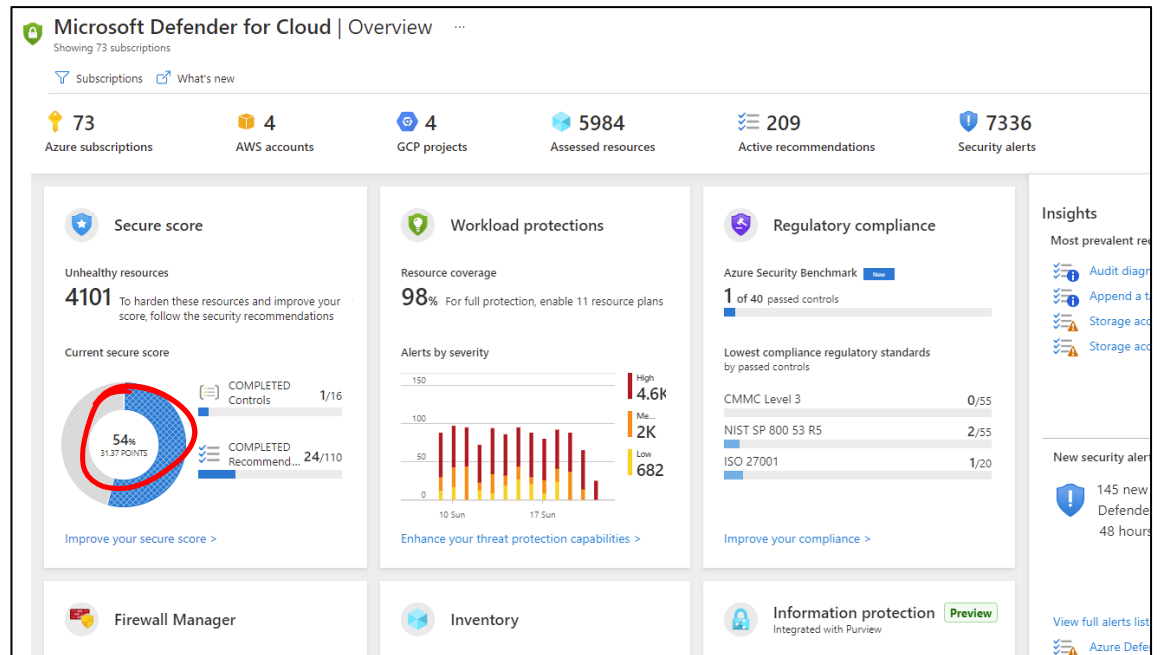 Microsoft Defender for Cloud | Overview ...
Showing 73 subscriptions
Subscriptions What's new
73 4 4 5984 209 7336
Azure subscriptions AWS accounts GCP projects Assessed resources Active recommendations Security alerts
Secure score
Unhealthy resources
4101 To harden these resources and improve your
score, follow the security recommendations
Current secure score
54%
31.37 POINTS
COMPLETED
Controls 1/16
COMPLETED
Recommend... 24/110
Improve your secure score >
Workload protections
Resource coverage
98% For full protection, enable 11 resource plans
Alerts by severity
150
100
50
0
10 Sun 17 Sun
High
4.6K
Me...
2K
Low
682
Enhance your threat protection capabilities >
Regulatory compliance
Azure Security Benchmark New
1 of 40 passed controls
Lowest compliance regulatory standards
by passed controls
CMMC Level 3 0/55
NIST SP 800 53 R5 2/55
ISO 27001 1/20
Improve your compliance >
Insights
Most prevalent rec
Audit diagn
Append a t
Storage acc
Storage acc
New security alert
145 new
Defende
48 hours
View full alerts list
Azure Defe
Firewall Manager
Inventory
Information protection Preview
Integrated with Purview